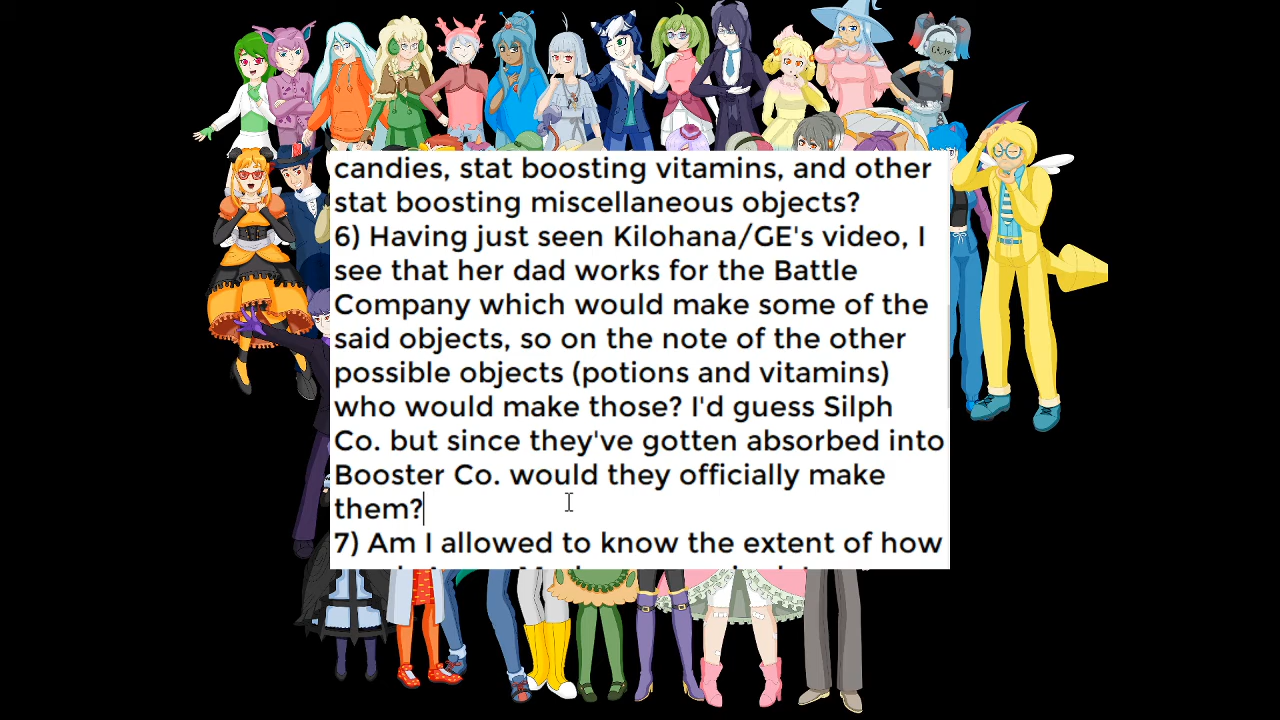 candies, stat boosting vitamins, and other
stat boosting miscellaneous objects?
6) Having just seen Kilohana/GE's video, I
see that her dad works for the Battle
Company which would make some of the
said objects, so on the note of the other
possible objects (potions and vitamins)
who would make those? I'd guess Silph
Co. but since they've gotten absorbed into
Booster Co. would they officially make
them?
7) Am I allowed to know the extent of how